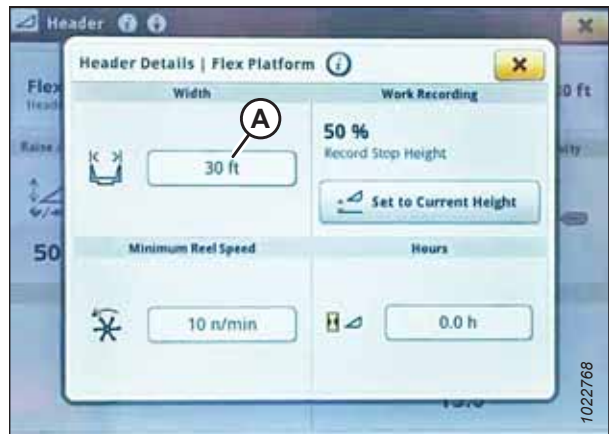 Header
Header Details | Flex Platform
Width
Work Recording
A
50 %
Record Stop Height
30 ft
Set to Current Height
Minimum Reel Speed
Hours
10 n/min
0.0 h
Flex
0 ft
50
1022768